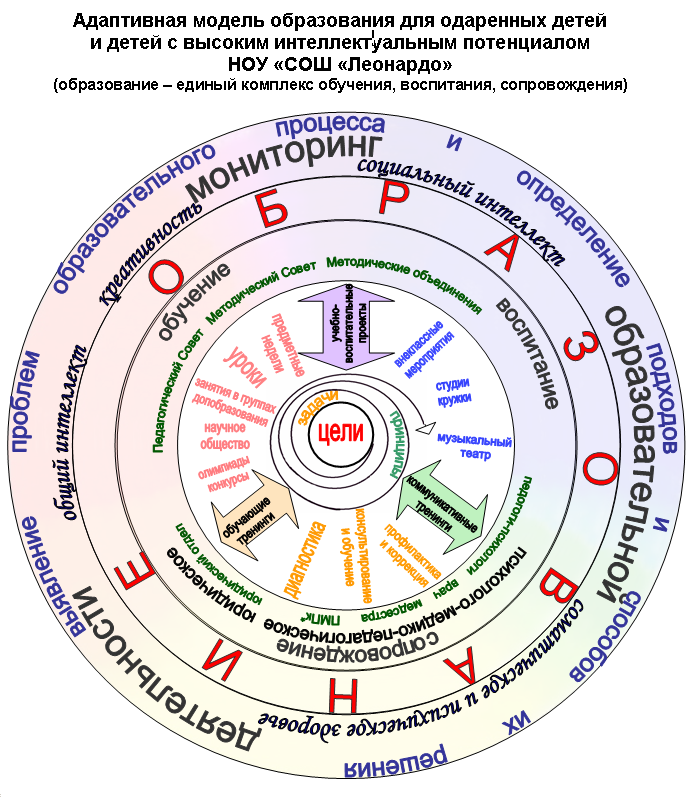 Адаптивная модель образования для одаренных детей
и детей с высоким интеллектуальным потенциалом
НОУ «СОШ «Леонардо»
(образование – единый комплекс обучения, воспитания, сопровождения)
выявление проблем образовательного процесса и определение подходов и способов их решения
МОНИТОРИНГ ОБРАЗОВАТЕЛЬНОЙ ДЕЯТЕЛЬНОСТИ
общий интеллект
креативность
социальный интеллект
соматическое и психическое здоровье
ОБРАЗОВАНИЕ
обучение
воспитание
сопровождение
Педагогический Совет
Методический Совет
Методические объединения
юридическое
психолого-медико-педагогическое
юридический отдел
ПМПк
медсестра
врач
педагоги-психологи
учебно-
воспитательные
проекты
предметные
недели
уроки
занятия в группах
допобразования
научное
общество
олимпиады
конкурсы
внеклассные
мероприятия
студии
кружки
музыкальный
театр
задачи
цели
принципы
обучающие
тренинги
коммуникативные
тренинги
диагностика
консультирование
и обучение
профилактика
и коррекция